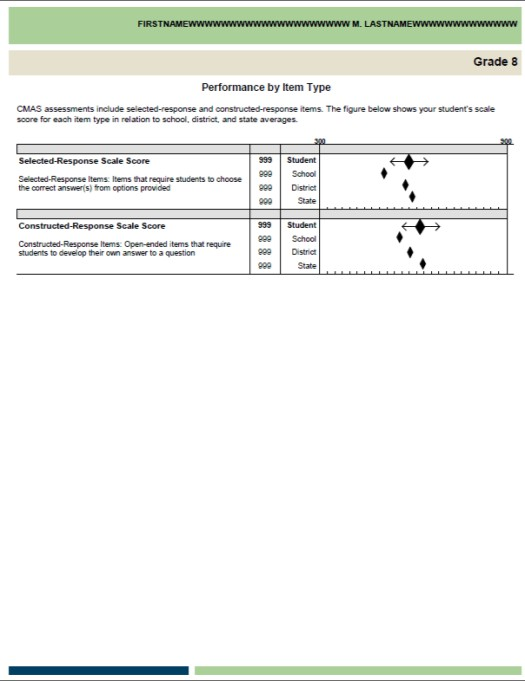 FIRSTNAMEWWWWWWWWWWWWWWWWWWWW M. LASTNAMEWWWWWWWWWWWWW
Grade 8
Performance by Item Type
CMAS assessments include selected-response and constructed-response items. The figure below shows your student's scale
score for each item type in relation to school, district, and state averages.
300 900
Selected-Response Scale Score 999 Student
Selected-Response Items: Items that require students to choose
the correct answer(s) from options provided
999 School
999 District
999 State
Constructed-Response Scale Score 999 Student
Constructed-Response Items: Open-ended items that require
students to develop their own answer to a question
999 School
999 District
999 State